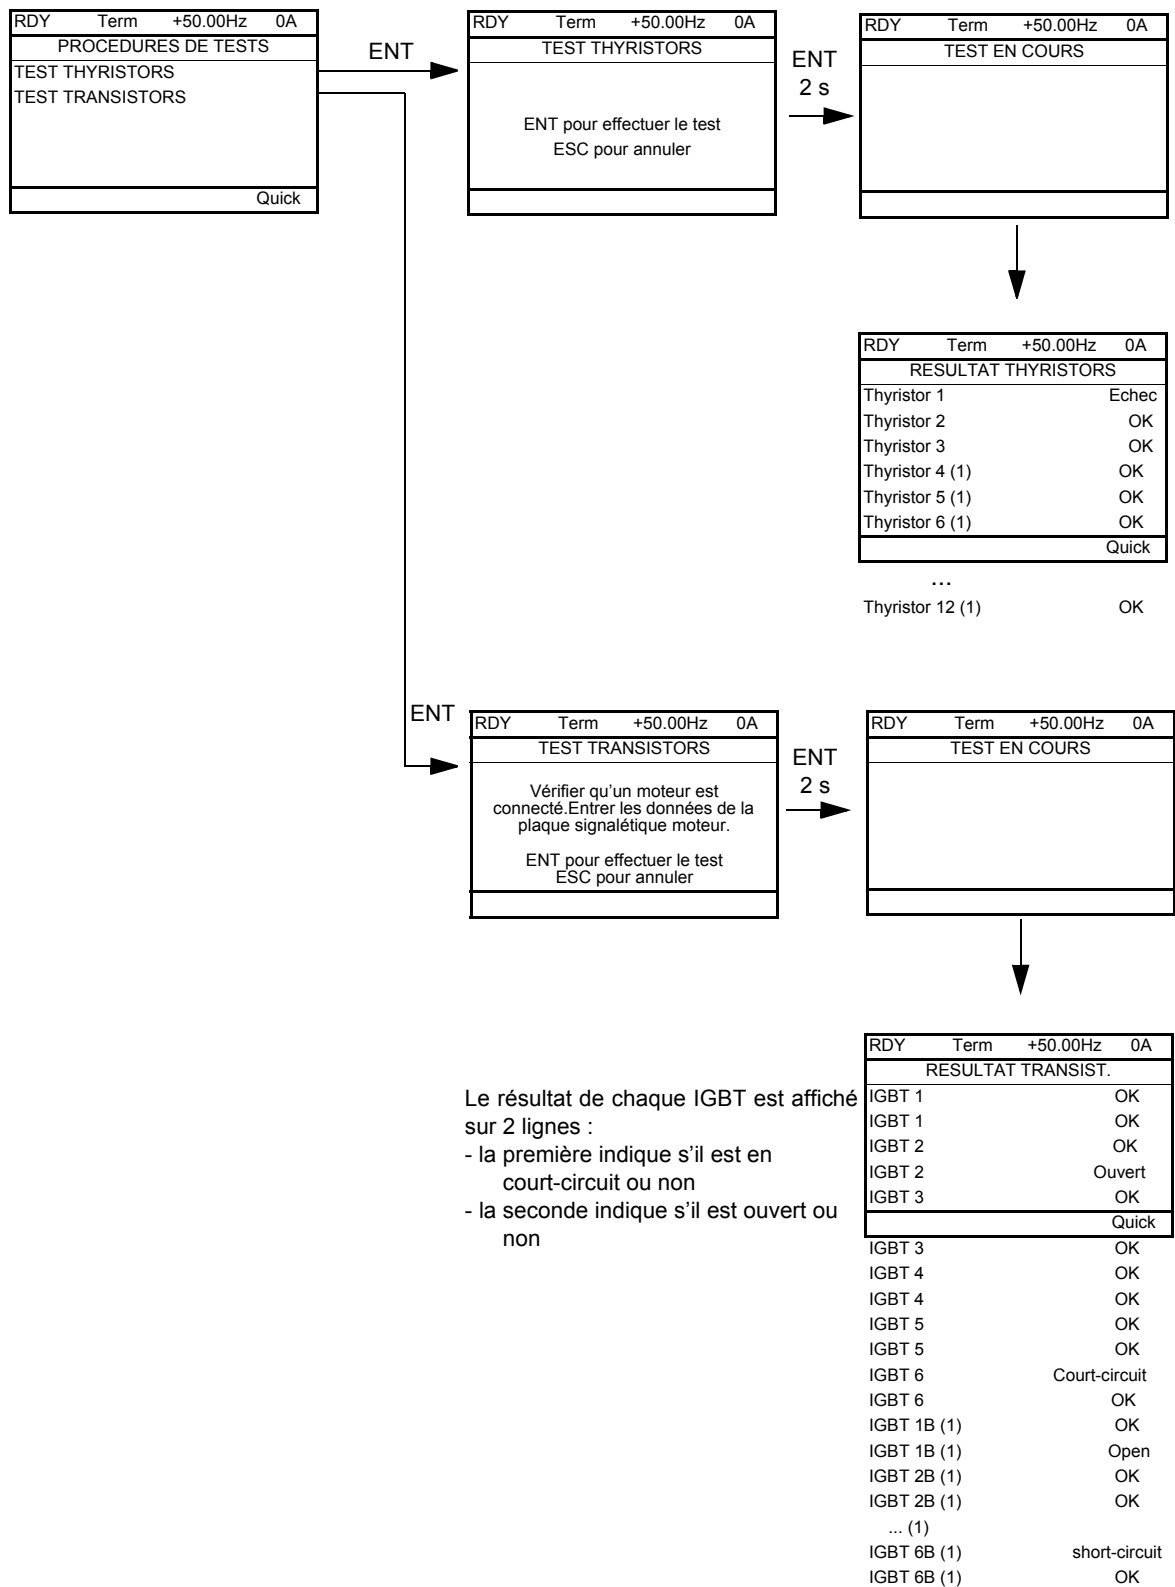 RDY Term +50.00Hz 0A
PROCEDURES DE TESTS
TEST THYRISTORS
TEST TRANSISTORS
Quick
ENT
RDY Term +50.00Hz 0A
TEST THYRISTORS
ENT pour effectuer le test
ESC pour annuler
ENT
2 s
RDY Term +50.00Hz 0A
TEST EN COURS
RDY Term +50.00Hz 0A
RESULTAT THYRISTORS
Thyristor 1 Echec
Thyristor 2 OK
Thyristor 3 OK
Thyristor 4 (1) OK
Thyristor 5 (1) OK
Thyristor 6 (1) OK
Quick
...
Thyristor 12 (1) OK
ENT
RDY Term +50.00Hz 0A
TEST TRANSISTORS
Vérifier qu'un moteur est
connecté.Entrer les données de la
plaque signalétique moteur.
ENT pour effectuer le test
ESC pour annuler
ENT
2 s
RDY Term +50.00Hz 0A
TEST EN COURS
Le résultat de chaque IGBT est affiché
sur 2 lignes :
- la première indique s'il est en
court-circuit ou non
- la seconde indique s'il est ouvert ou
non
RDY Term +50.00Hz 0A
RESULTAT TRANSIST.
IGBT 1 OK
IGBT 1 OK
IGBT 2 OK
IGBT 2 Ouvert
IGBT 3 OK
Quick
IGBT 3 OK
IGBT 4 OK
IGBT 4 OK
IGBT 5 OK
IGBT 5 OK
IGBT 6 Court-circuit
IGBT 6 OK
IGBT 1B (1) OK
IGBT 1B (1) Open
IGBT 2B (1) OK
IGBT 2B (1) OK
... (1)
IGBT 6B (1) short-circuit
IGBT 6B (1) OK